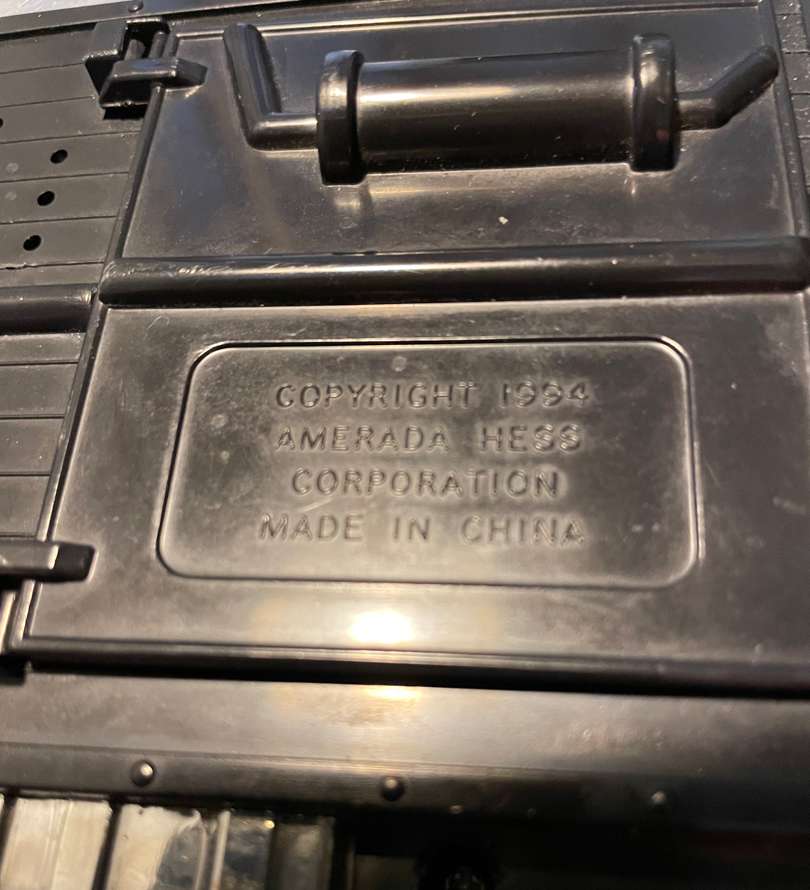 COPYRIGHT 1994
AMERADA HESS
CORPORATION
MADE IN CHINA